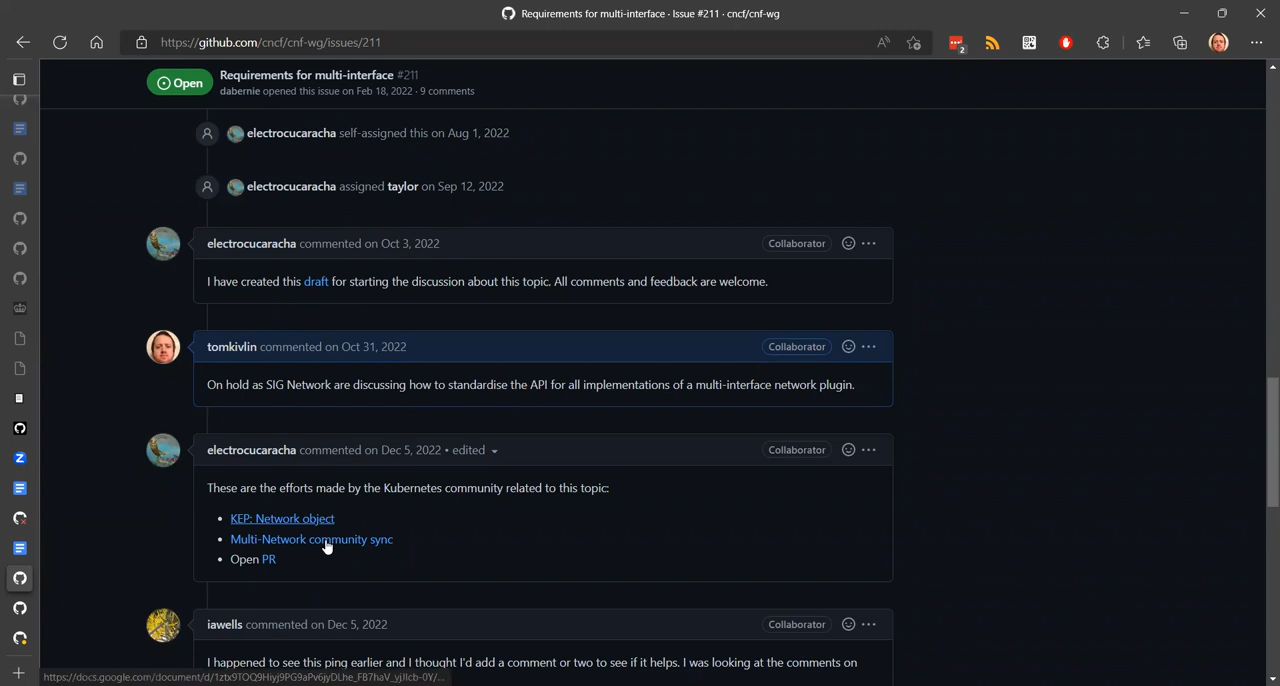 Requirements for multi-interface · Issue #211 · cncf/cnf-wg
https://github.com/cncf/cnf-wg/issues/211
2
Open
Requirements for multi-interface #211
dabernie opened this issue on Feb 18, 2022 · 9 comments
electrocucaracha self-assigned this on Aug 1, 2022
electrocucaracha assigned taylor on Sep 12, 2022
electrocucaracha commented on Oct 3, 2022 Collaborator
I have created this draft for starting the discussion about this topic. All comments and feedback are welcome.
tomkivlin commented on Oct 31, 2022 Collaborator
On hold as SIG Network are discussing how to standardise the API for all implementations of a multi-interface network plugin.
electrocucaracha commented on Dec 5, 2022 • edited Collaborator
These are the efforts made by the Kubernetes community related to this topic:
• KEP: Network object
• Multi-Network community sync
• Open PR
iawells commented on Dec 5, 2022 Collaborator
I happened to see this ping earlier and I thought I'd add a comment or two to see if it helps. I was looking at the comments on